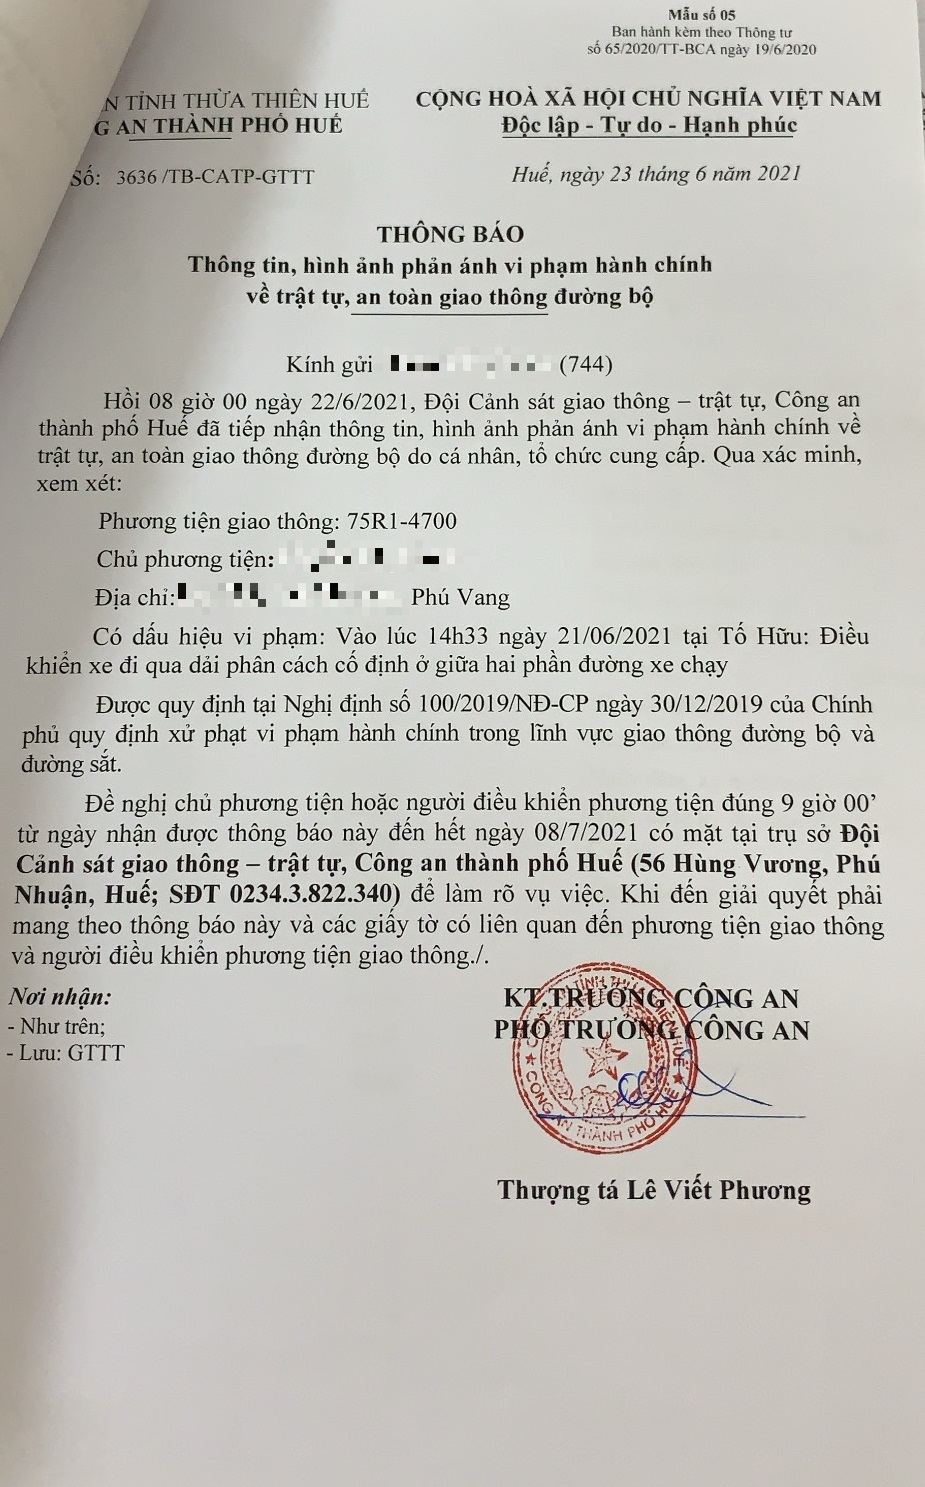 Mẫu số 05
Ban hành kèm theo Thông tư
số 65/2020/TT-BCA ngày 19/6/2020
N TỈNH THỪA THIÊN HUẾ
G AN THÀNH PHỐ HUẾ
CỘNG HOÀ XÃ HỘI CHỦ NGHĨA VIỆT NAM
Độc lập - Tự do - Hạnh phúc
Số: 3636 /TB-CATP-GTTT
Huế, ngày 23 tháng 6 năm 2021
THÔNG BÁO
Thông tin, hình ảnh phản ánh vi phạm hành chính
về trật tự, an toàn giao thông đường bộ
Kính gửi (744)
Hồi 08 giờ 00 ngày 22/6/2021, Đội Cảnh sát giao thông – trật tự, Công an
thành phố Huế đã tiếp nhận thông tin, hình ảnh phản ánh vi phạm hành chính về
trật tự, an toàn giao thông đường bộ do cá nhân, tổ chức cung cấp. Qua xác minh,
xem xét:
Phương tiện giao thông: 75R1-4700
Chủ phương tiện:
Địa chỉ: Phú Vang
Có dấu hiệu vi phạm: Vào lúc 14h33 ngày 21/06/2021 tại Tố Hữu: Điều
khiển xe đi qua dải phân cách cố định ở giữa hai phần đường xe chạy
Được quy định tại Nghị định số 100/2019/NĐ-CP ngày 30/12/2019 của Chính
phủ quy định xử phạt vi phạm hành chính trong lĩnh vực giao thông đường bộ và
đường sắt.
Đề nghị chủ phương tiện hoặc người điều khiển phương tiện đúng 9 giờ 00’
từ ngày nhận được thông báo này đến hết ngày 08/7/2021 có mặt tại trụ sở Đội
Cảnh sát giao thông – trật tự, Công an thành phố Huế (56 Hùng Vương, Phú
Nhuận, Huế; SĐT 0234.3.822.340) để làm rõ vụ việc. Khi đến giải quyết phải
mang theo thông báo này và các giấy tờ có liên quan đến phương tiện giao thông
và người điều khiển phương tiện giao thông./.
Nơi nhận:
- Như trên;
- Lưu: GTTT
KT.TRƯỞNG CÔNG AN
PHÓ TRƯỞNG CÔNG AN
CÔNG AN THÀNH PHỐ HUẾ
Thượng tá Lê Viết Phương